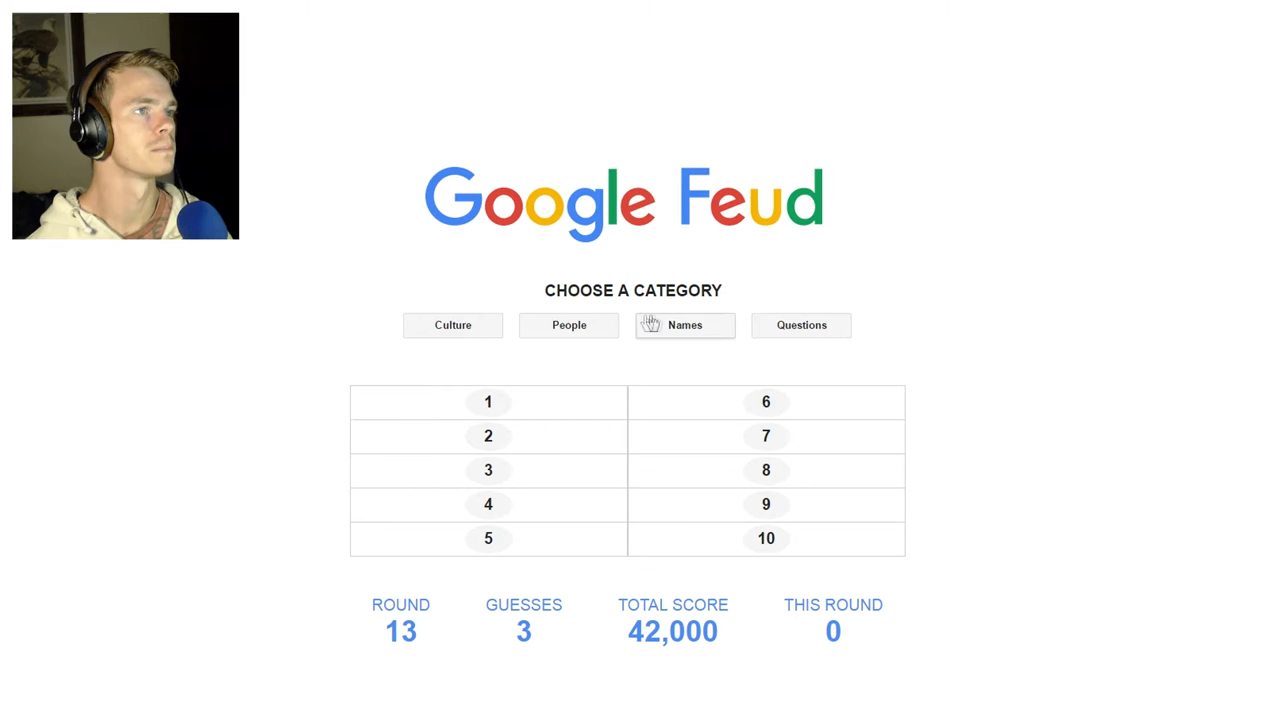 Google Feud
CHOOSE A CATEGORY
Culture People Names Questions
1 6
2 7
3 8
4 9
5 10
ROUND GUESSES TOTAL SCORE THIS ROUND
13 3 42,000 0